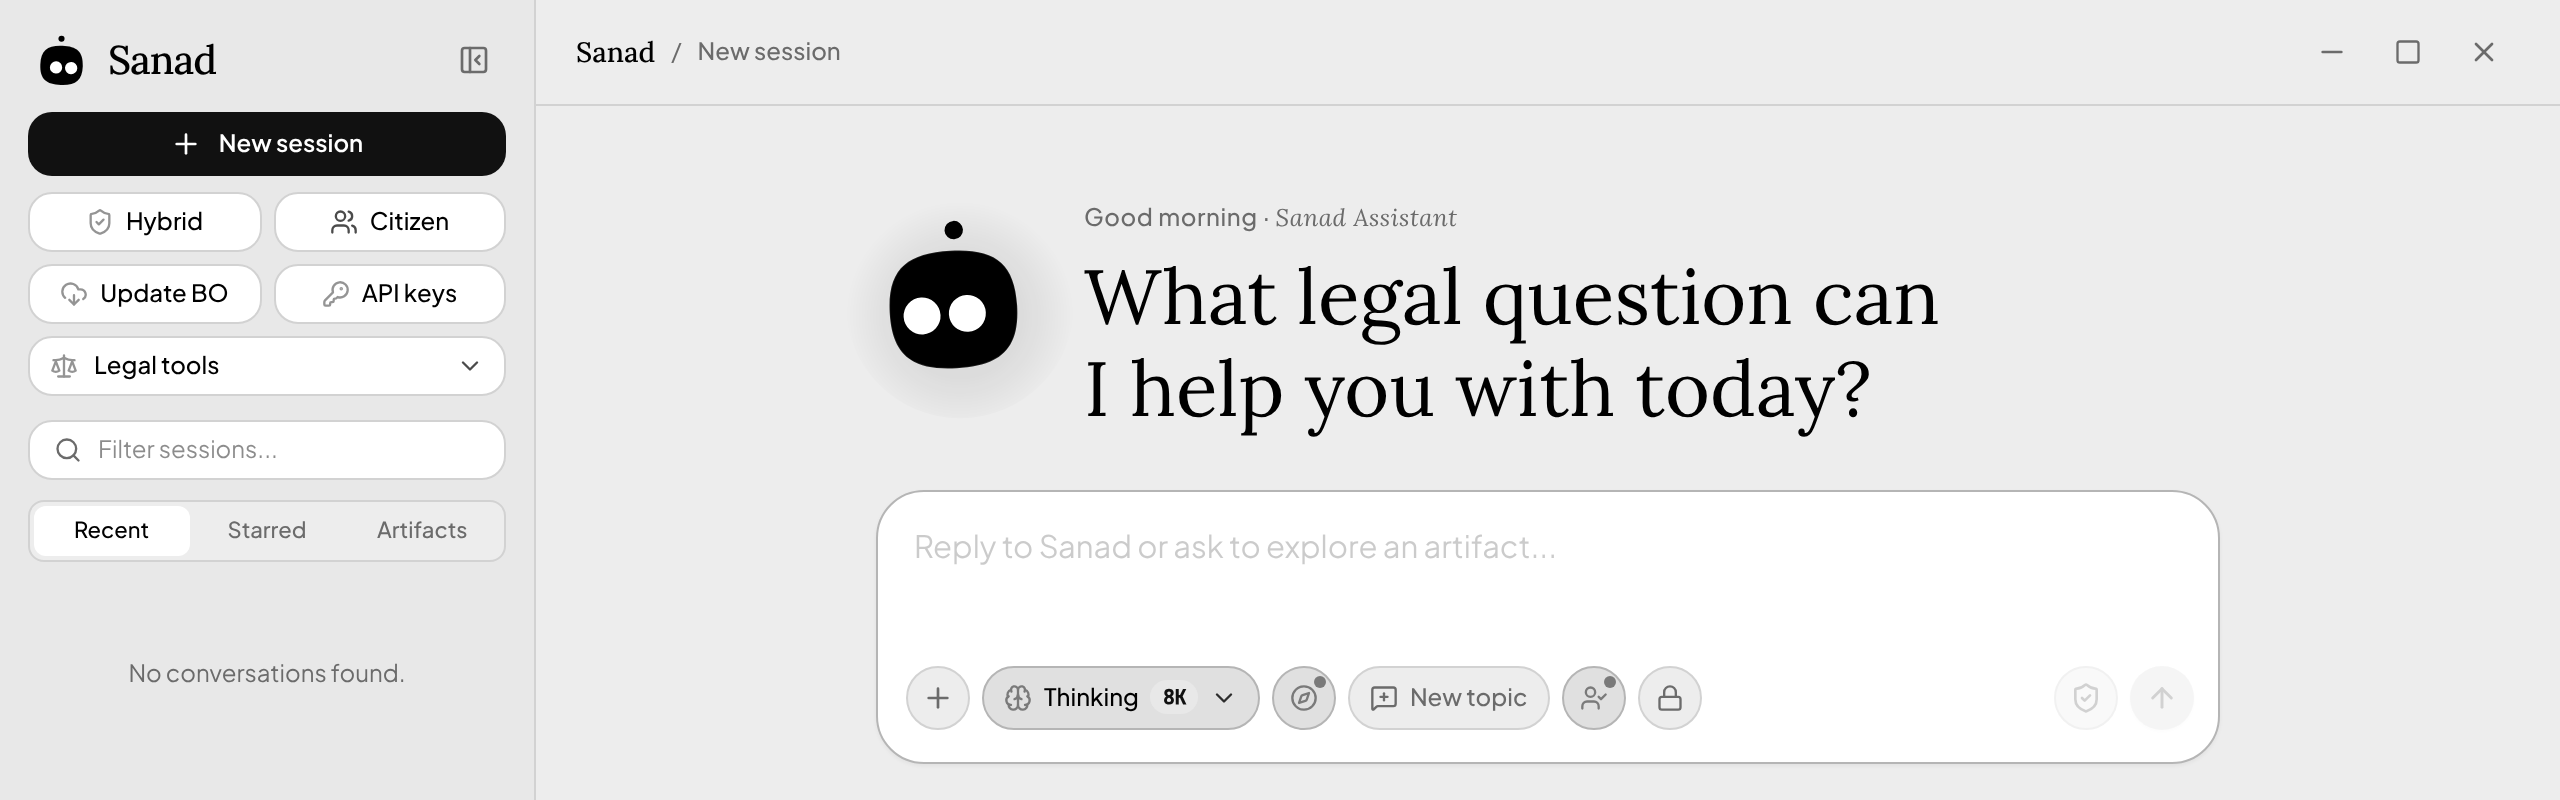 Sanad
New session
Hybrid
Citizen
Update BO
API keys
Legal tools
Filter sessions...
Recent
Starred
Artifacts
No conversations found.
Sanad / New session
Good morning · Sanad Assistant
What legal question can
I help you with today?
Reply to Sanad or ask to explore an artifact...
Thinking 8K
New topic